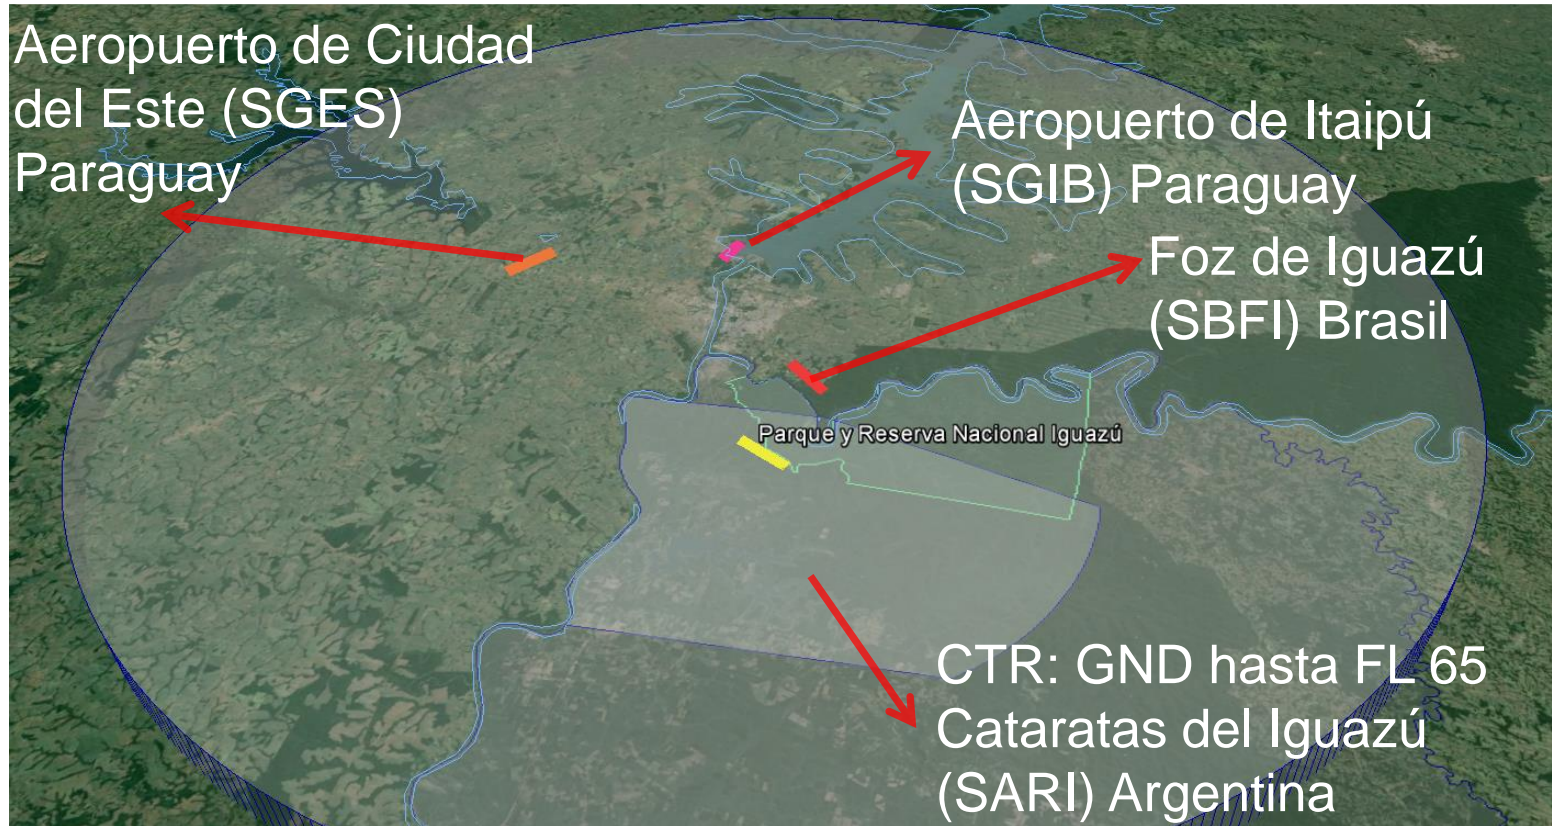 Aeropuerto de Ciudad
del Este (SGES)
Paraguay
Aeropuerto de Itaipú
(SGIB) Paraguay
Foz de Iguazú
(SBFI) Brasil
Parque y Reserva Nacional Iguazú
CTR: GND hasta FL 65
Cataratas del Iguazú
(SARI) Argentina